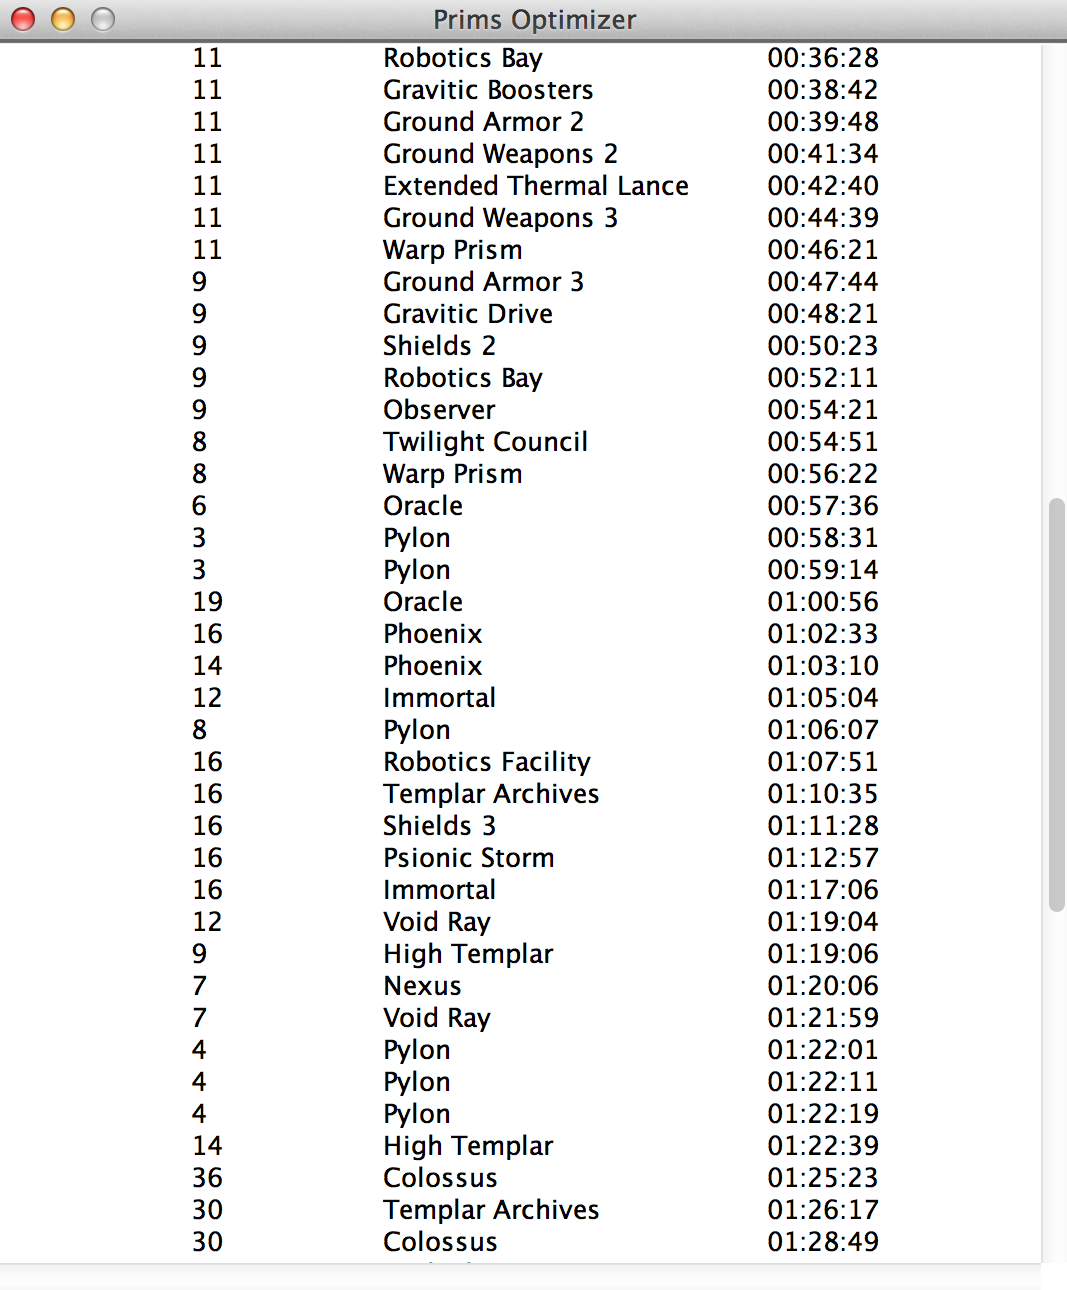 Prims Optimizer
11 Robotics Bay 00:36:28
11 Gravitic Boosters 00:38:42
11 Ground Armor 2 00:39:48
11 Ground Weapons 2 00:41:34
11 Extended Thermal Lance 00:42:40
11 Ground Weapons 3 00:44:39
11 Warp Prism 00:46:21
9 Ground Armor 3 00:47:44
9 Gravitic Drive 00:48:21
9 Shields 2 00:50:23
9 Robotics Bay 00:52:11
9 Observer 00:54:21
8 Twilight Council 00:54:51
8 Warp Prism 00:56:22
6 Oracle 00:57:36
3 Pylon 00:58:31
3 Pylon 00:59:14
19 Oracle 01:00:56
16 Phoenix 01:02:33
14 Phoenix 01:03:10
12 Immortal 01:05:04
8 Pylon 01:06:07
16 Robotics Facility 01:07:51
16 Templar Archives 01:10:35
16 Shields 3 01:11:28
16 Psionic Storm 01:12:57
16 Immortal 01:17:06
12 Void Ray 01:19:04
9 High Templar 01:19:06
7 Nexus 01:20:06
7 Void Ray 01:21:59
4 Pylon 01:22:01
4 Pylon 01:22:11
4 Pylon 01:22:19
14 High Templar 01:22:39
36 Colossus 01:25:23
30 Templar Archives 01:26:17
30 Colossus 01:28:49